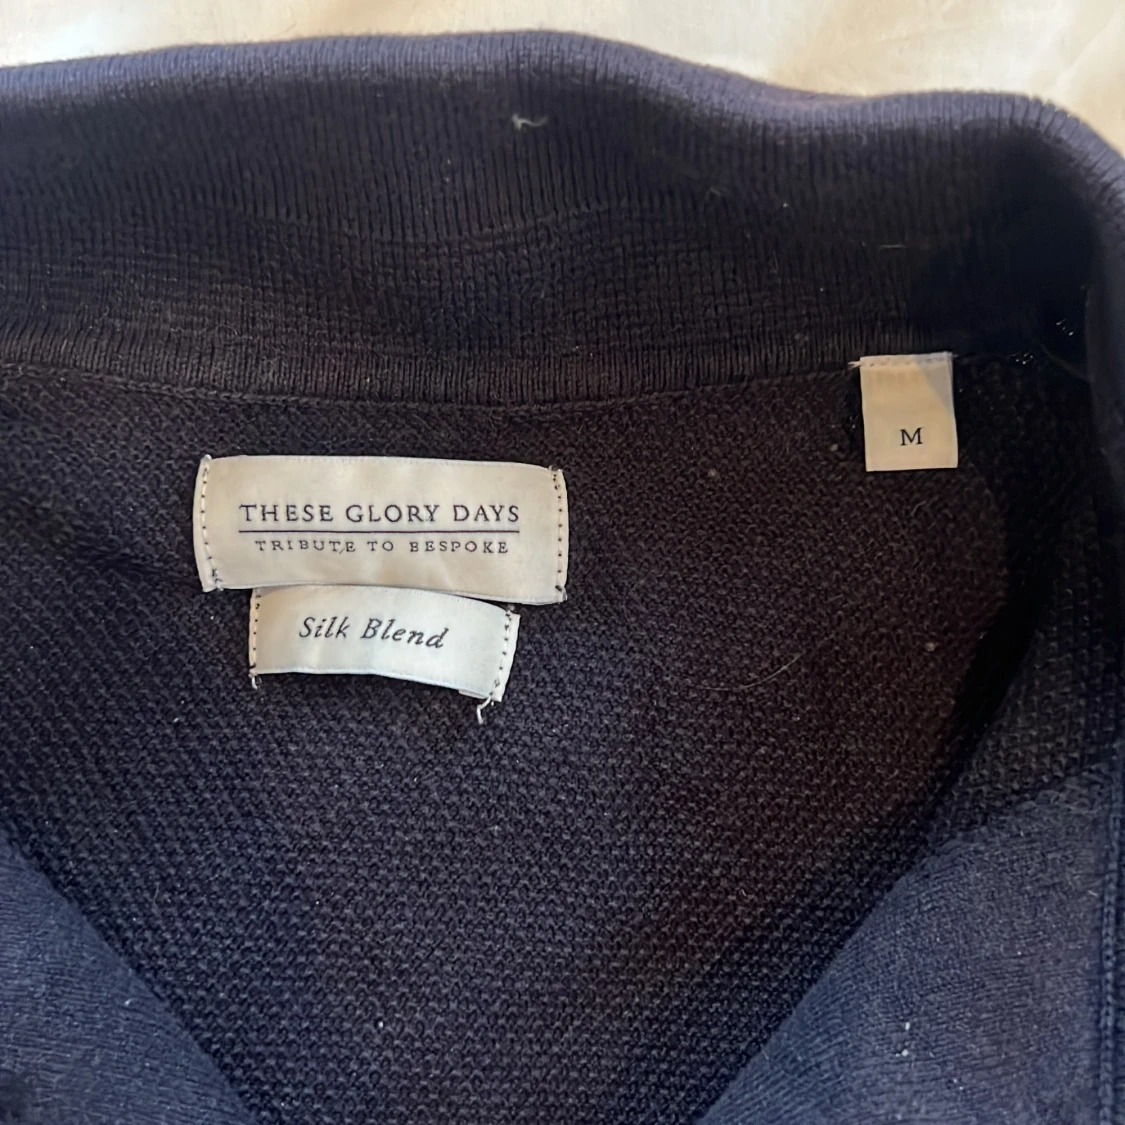 THESE GLORY DAYS
TRIBUTE TO BESPOKE
Silk Blend
M